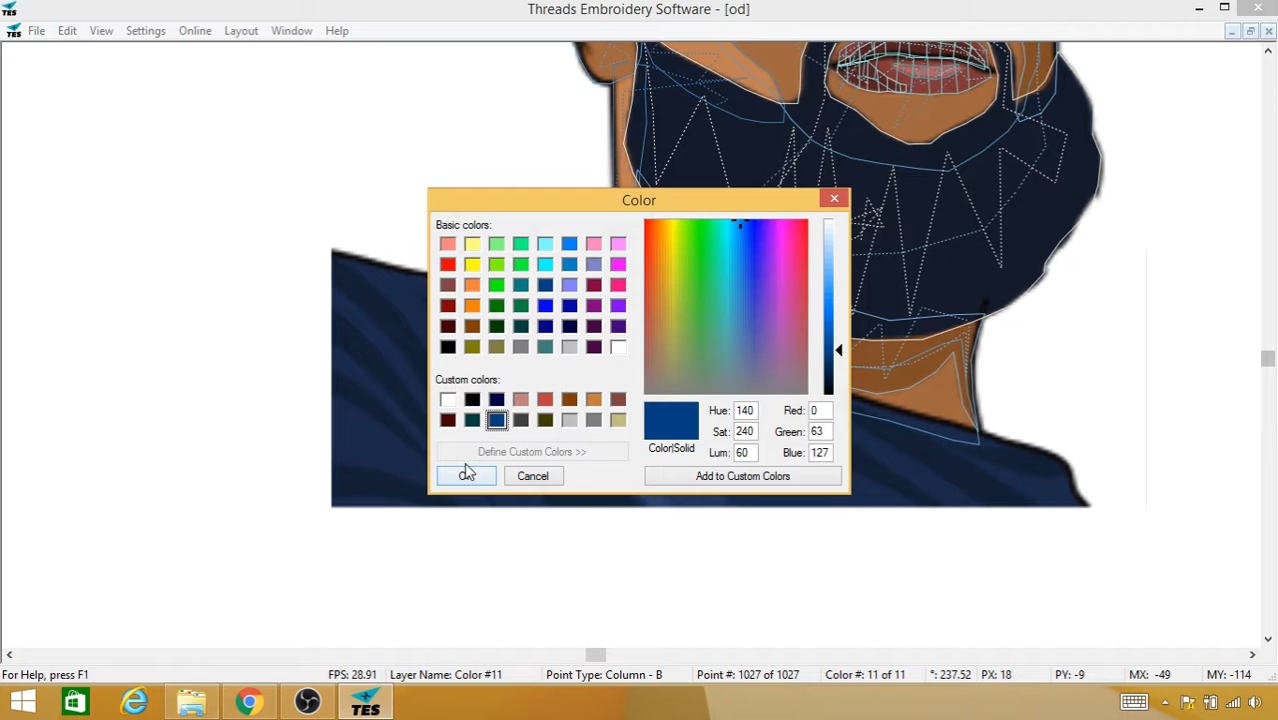 TES
Threads Embroidery Software - [od]
TES
File Edit View Settings Online Layout Window Help
Color
Basic colors:
Custom colors:
Define Custom Colors >>
Cancel
Hue: 140 Red: 0
Sat: 240 Green: 63
Color|Solid Lum: 60 Blue: 127
Add to Custom Colors
For Help, press F1 FPS: 28.91 Layer Name: Color #11 Point Type: Column - B Point #: 1027 of 1027 Color #: 11 of 11 °: 237.52 PX: 18 PY: -9 MX: -49 MY: -114
TES